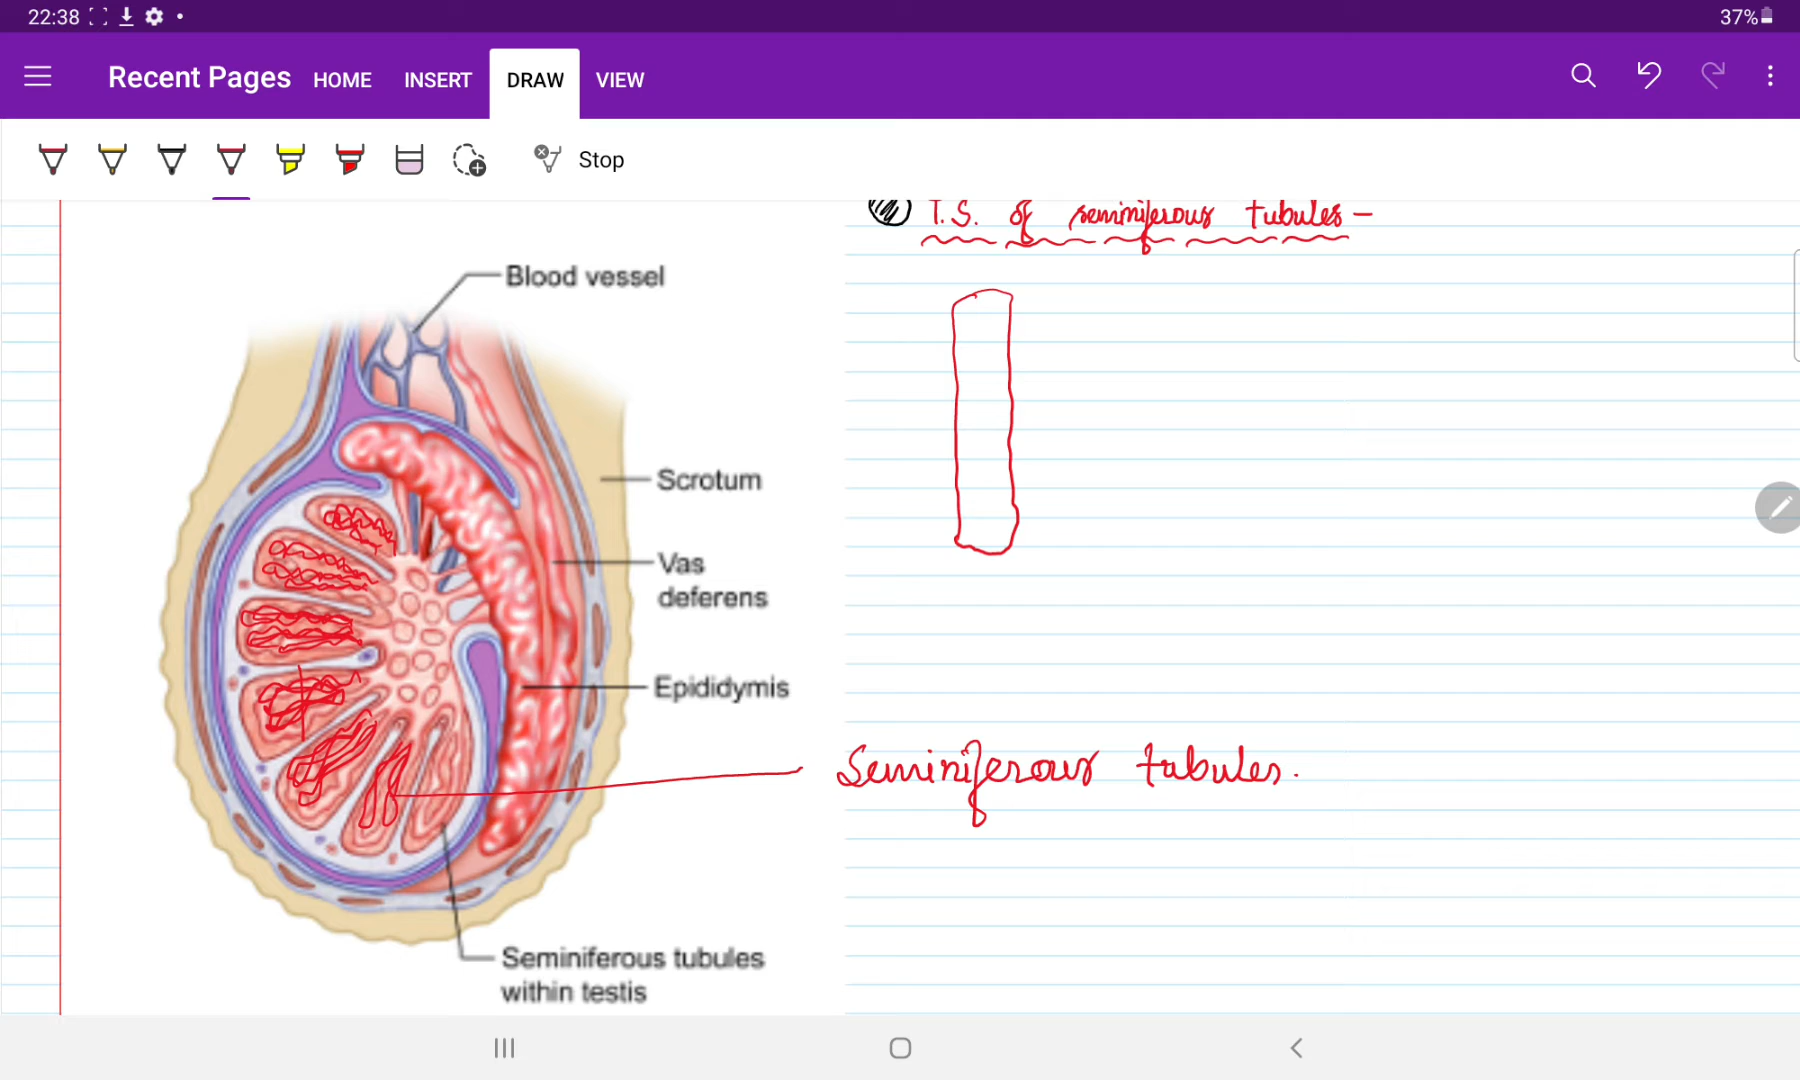 22:38
37%
Recent Pages HOME INSERT DRAW VIEW
Stop
T.S. of seminiferous tubules -
Blood vessel
Scrotum
Vas
deferens
Epididymis
Seminiferous tubules.
Seminiferous tubules
within testis